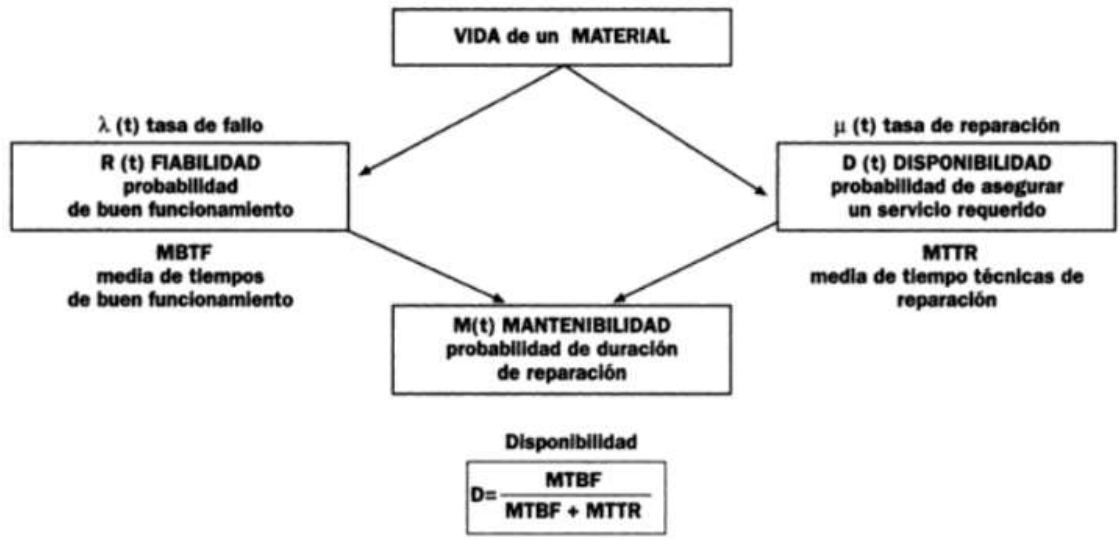 VIDA de un MATERIAL
λ (t) tasa de fallo
R (t) FIABILIDAD
probabilidad
de buen funcionamiento
MBTF
media de tiempos
de buen funcionamiento
μ (t) tasa de reparación
D (t) DISPONIBILIDAD
probabilidad de asegurar
un servicio requerido
MTTR
media de tiempo técnicas de
reparación
M(t) MANTENIBILIDAD
probabilidad de duración
de reparación
Disponibilidad
D= MTBF
MTBF + MTTR